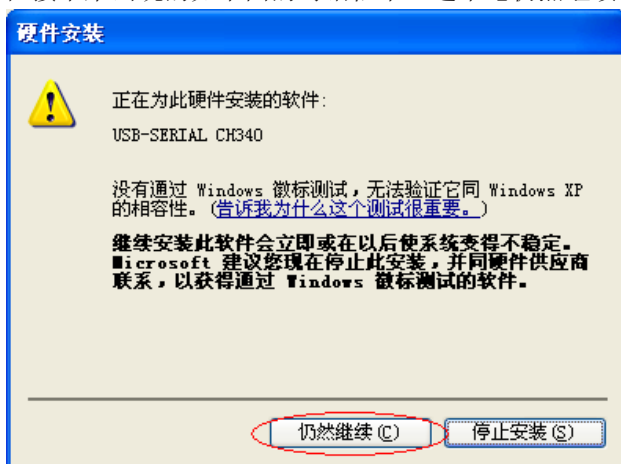 硬件安装
正在为此硬件安装的软件:
USB-SERIAL CH340
没有通过 Windows 徽标测试，无法验证它同 Windows XP
的相容性。(告诉我为什么这个测试很重要。)
继续安装此软件会立即或在以后使系统变得不稳定。
Microsoft 建议您现在停止此安装，并同硬件供应商
联系，以获得通过 Windows 徽标测试的软件。
仍然继续(C)
停止安装(S)